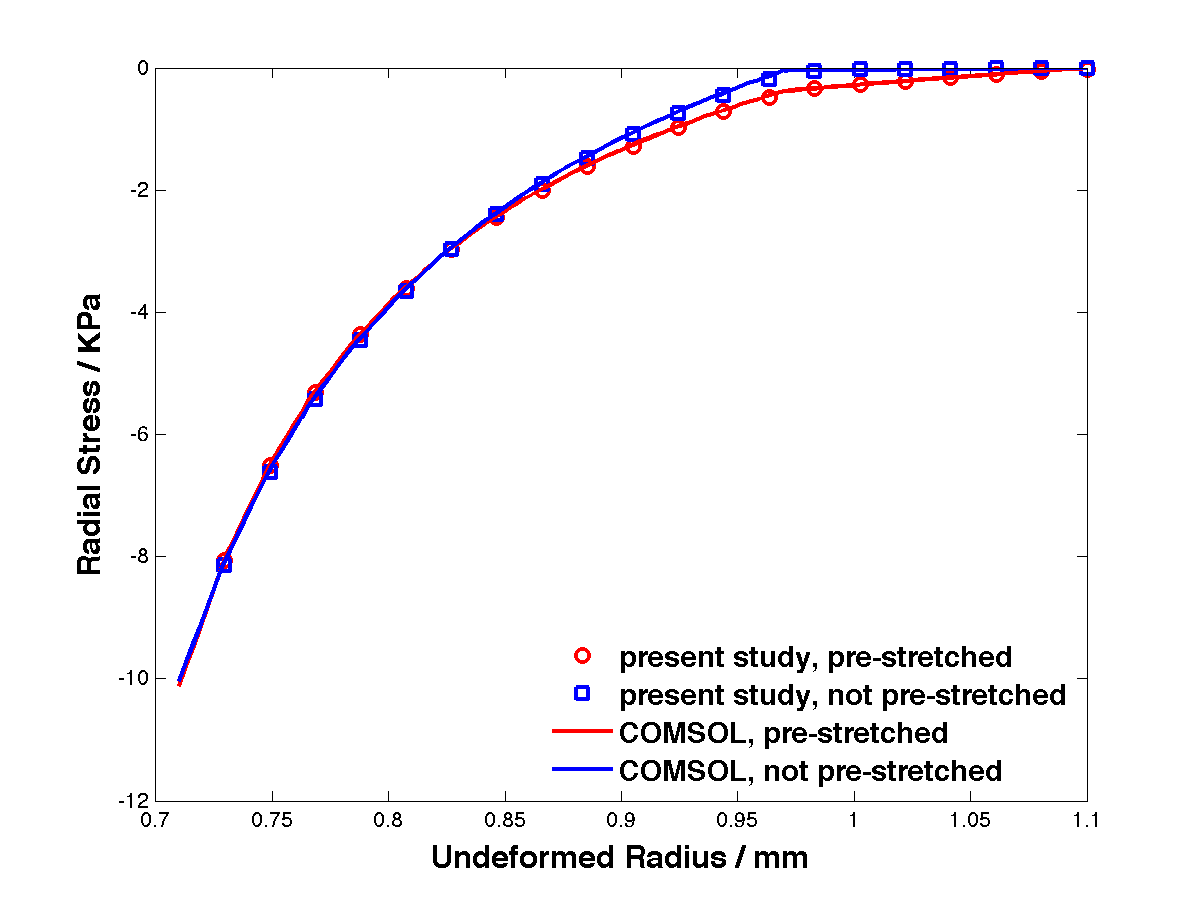 0
-2
-4
-6
-8
-10
-12
Radial Stress / KPa
present study, pre-stretched
present study, not pre-stretched
COMSOL, pre-stretched
COMSOL, not pre-stretched
0.7 0.75 0.8 0.85 0.9 0.95 1 1.05 1.1
Undeformed Radius / mm